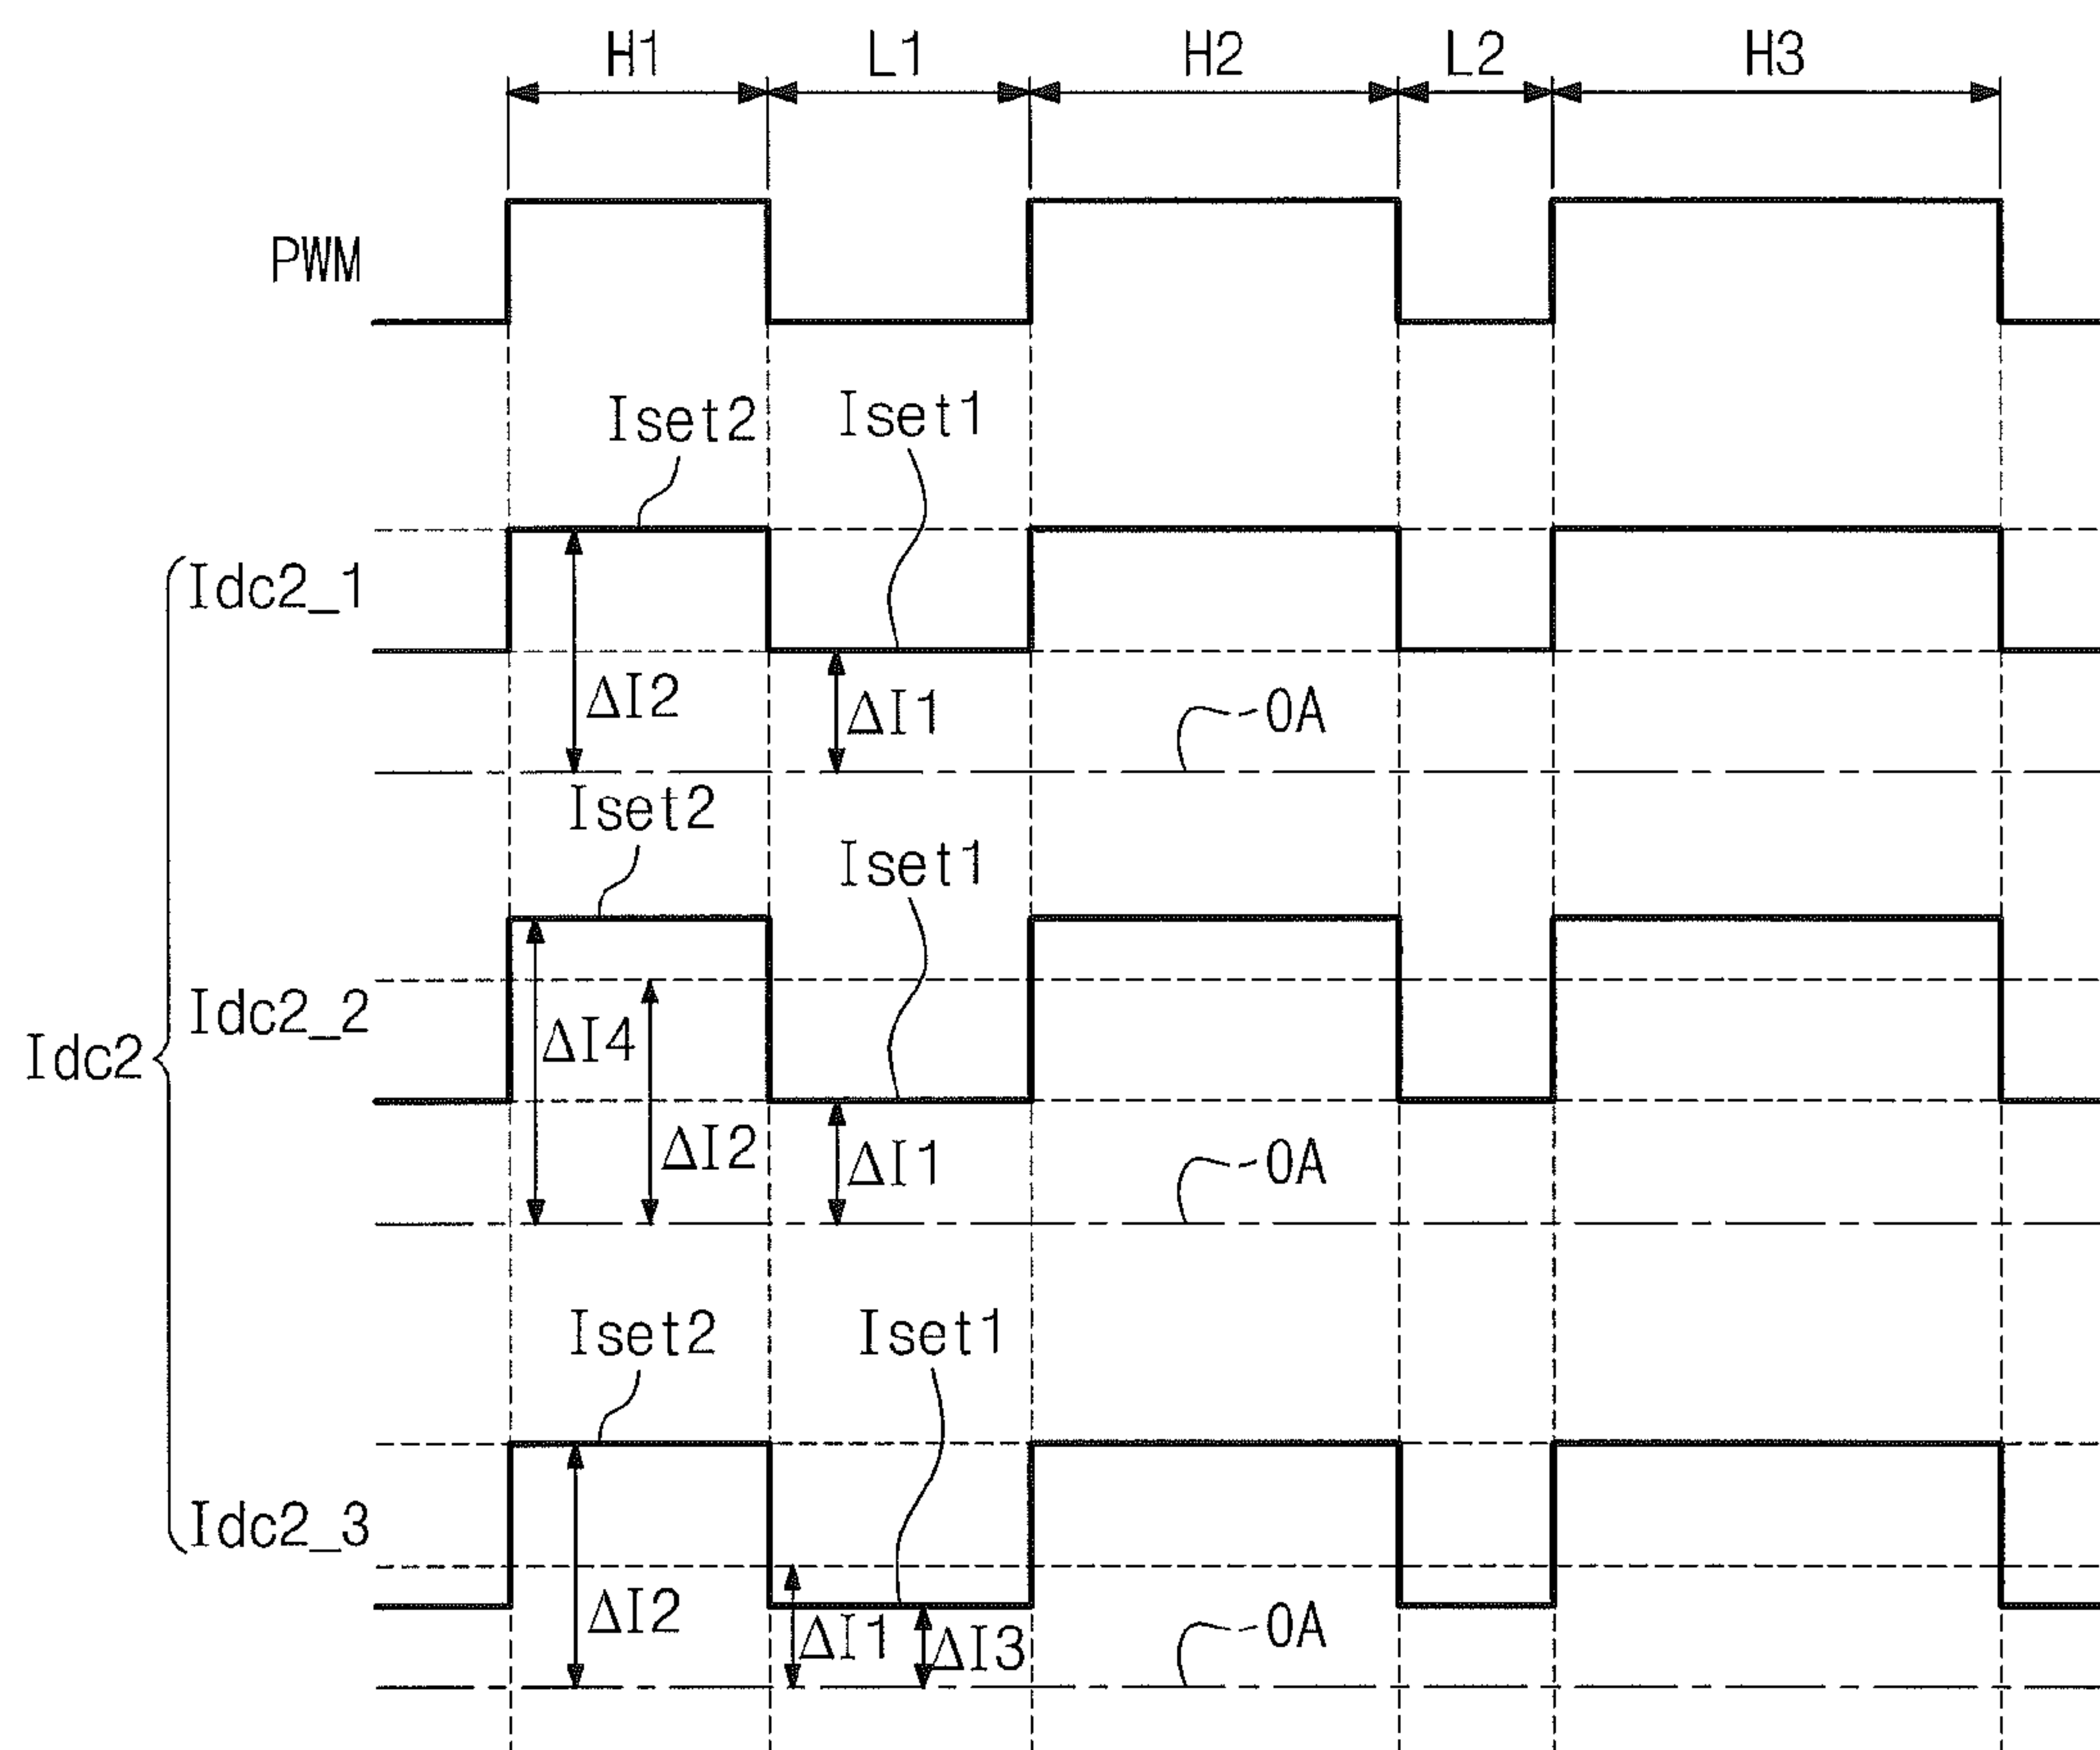 H1 L1 H2 L2 H3
PWM
Iset2 Iset1
Idc2_1
ΔI2 ΔI1 0A
Iset2 Iset1
Idc2_2
Idc2
ΔI4
ΔI2 ΔI1 0A
Iset2 Iset1
Idc2_3
ΔI2 ΔI1 ΔI3 0A